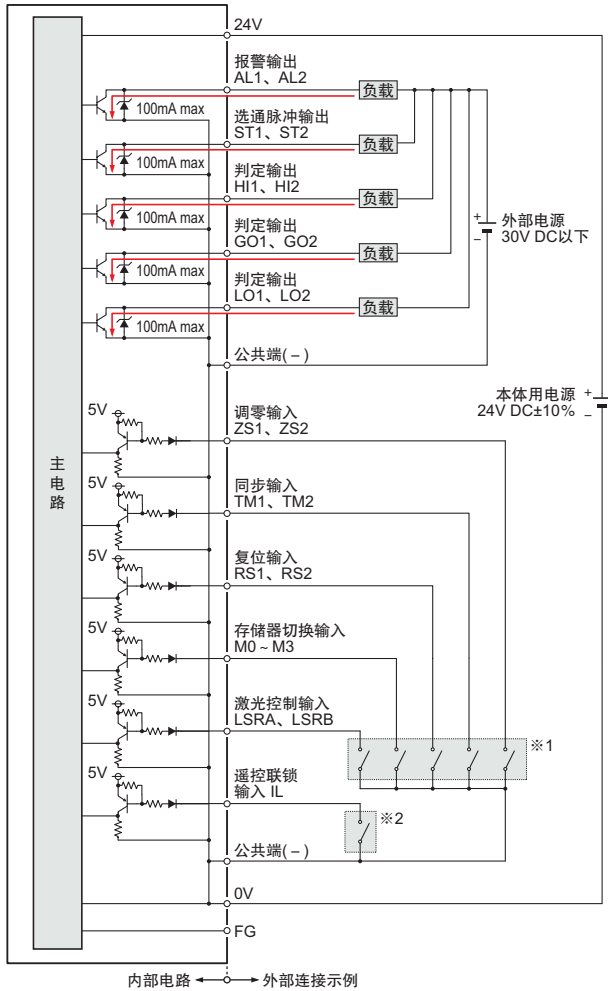 24V
报警输出
AL1、AL2
负载
100mA max
选通脉冲输出
ST1、ST2
负载
100mA max
判定输出
HI1、HI2
负载
100mA max
判定输出
GO1、GO2
负载
100mA max
判定输出
LO1、LO2
负载
100mA max
+
−
外部电源
30V DC以下
公共端(−)
本体用电源
24V DC±10%
+
−
主电路
5V
调零输入
ZS1、ZS2
5V
同步输入
TM1、TM2
5V
复位输入
RS1、RS2
5V
存储器切换输入
M0 ~ M3
5V
激光控制输入
LSRA、LSRB
※1
5V
遥控联锁
输入 IL
※2
公共端(−)
0V
FG
内部电路
外部连接示例